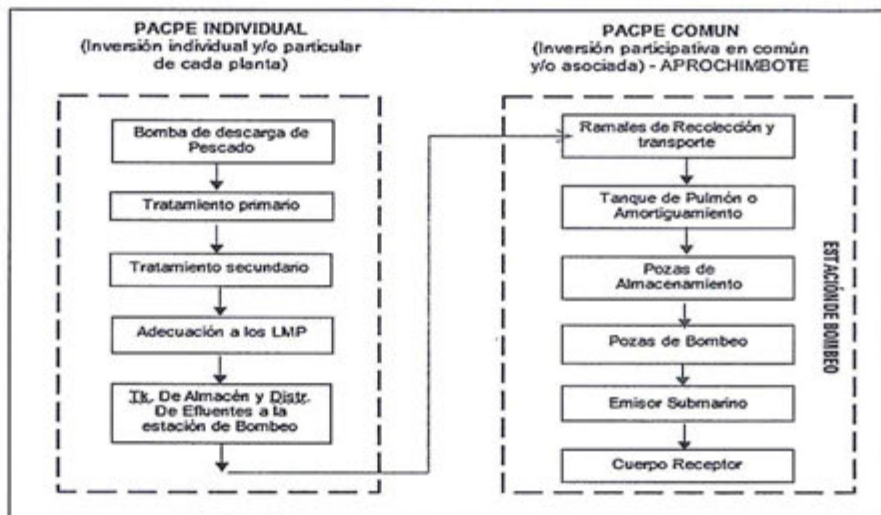 PACPE INDIVIDUAL
(Inversión individual y/o particular
de cada planta)
Bomba de descarga de
Pescado
Tratamiento primario
Tratamiento secundario
Adecuación a los LMP
Tk. De Almacén y Distr.
De Efluentes a la
estación de Bombeo
PACPE COMUN
(Inversión participativa en común
y/o asociada) - APROCHIMBOTE
Ramales de Recolección y
transporte
Tanque de Pulmón o
Amortiguamiento
Pozas de
Almacenamiento
Pozas de Bombeo
Emisor Submarino
Cuerpo Receptor
ESTACIÓN DE BOMBEO